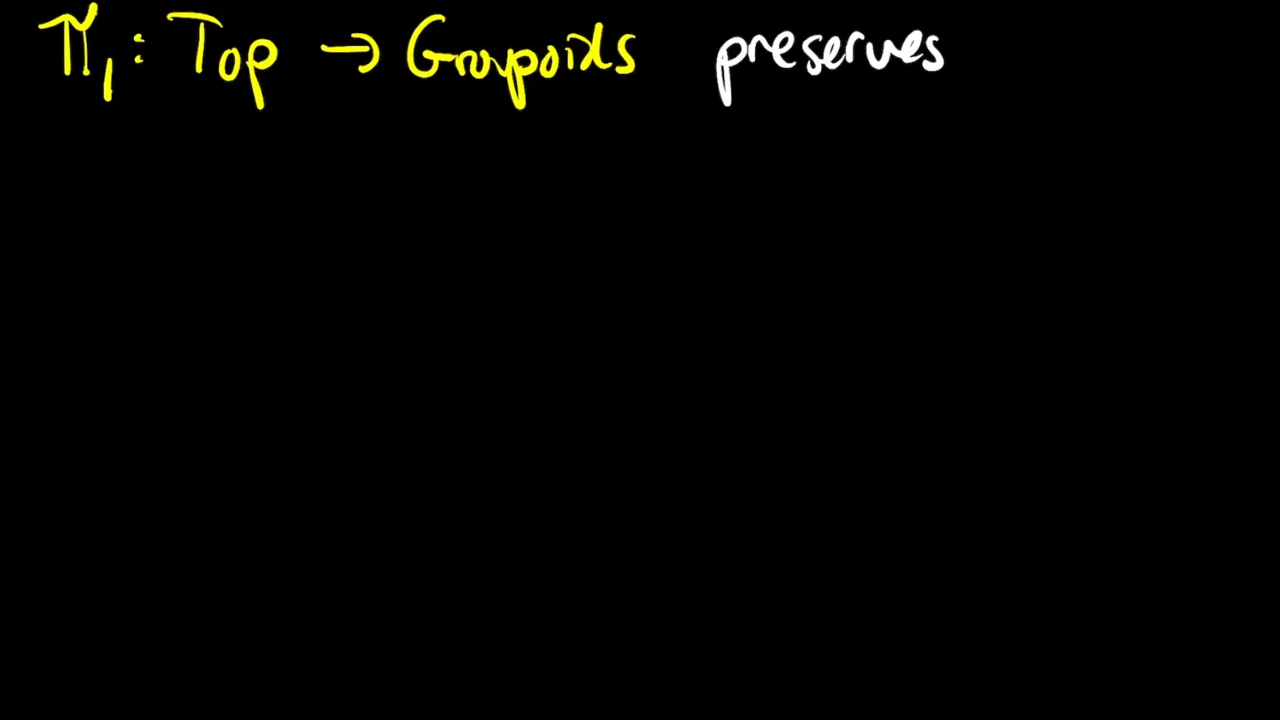 π₁ : Top → Groupoids preserves